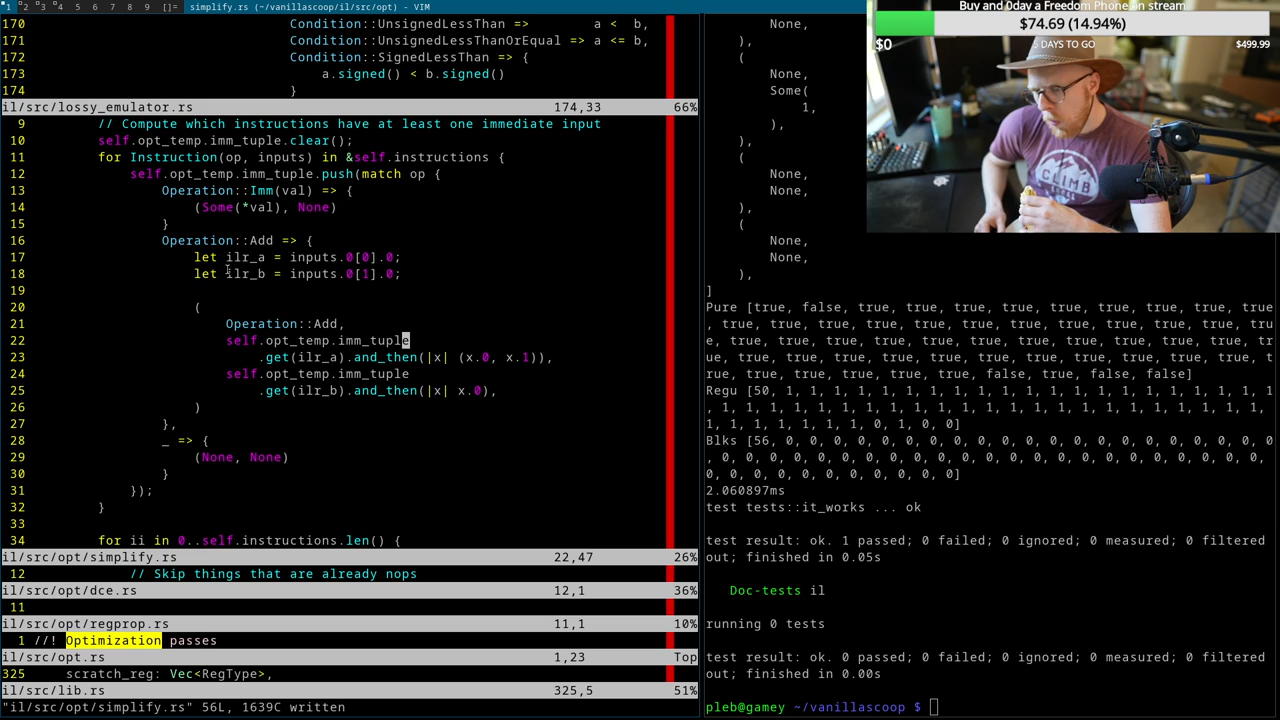 1 2 3 4 5 6 7 8 9 []= simplify.rs (~/vanillascoop/il/src/opt) - VIM
170 Condition::UnsignedLessThan => a < b,
171 Condition::UnsignedLessThanOrEqual => a <= b,
172 Condition::SignedLessThan => {
173 a.signed() < b.signed()
174 }
il/src/lossy_emulator.rs 174,33 66%
9 // Compute which instructions have at least one immediate input
10 self.opt_temp.imm_tuple.clear();
11 for Instruction(op, inputs) in &self.instructions {
12 self.opt_temp.imm_tuple.push(match op {
13 Operation::Imm(val) => {
14 (Some(*val), None)
15 }
16 Operation::Add => {
17 let ilr_a = inputs.0[0].0;
18 let ilr_b = inputs.0[1].0;
19
20 (
21 Operation::Add,
22 self.opt_temp.imm_tuple
23 .get(ilr_a).and_then(|x| (x.0, x.1)),
24 self.opt_temp.imm_tuple
25 .get(ilr_b).and_then(|x| x.0),
26 )
27 },
28 _ => {
29 (None, None)
30 }
31 });
32 }
33
34 for ii in 0..self.instructions.len() {
il/src/opt/simplify.rs 22,47 26%
12 // Skip things that are already nops
il/src/opt/dce.rs 12,1 36%
11
il/src/opt/regprop.rs 11,1 10%
1 //! Optimization passes
il/src/opt.rs 1,23 Top
325 scratch_reg: Vec<RegType>,
il/src/lib.rs 325,5 51%
"il/src/opt/simplify.rs" 56L, 1639C written
None,
),
(
None,
Some(
1,
),
),
(
None,
None,
),
(
None,
None,
),
]
Pure [true, false, true, true, true, true, true, true, true, true
, true, true, true, true, true, true, true, true, true, true, tru
e, true, true, true, true, true, true, true, true, true, true, tr
ue, true, true, true, true, true, true, true, true, true, true, t
rue, true, true, true, false, true, false, false]
Regu [50, 1, 1, 1, 1, 1, 1, 1, 1, 1, 1, 1, 1, 1, 1, 1, 1, 1, 1, 1
, 1, 1, 1, 1, 1, 1, 1, 1, 1, 1, 1, 1, 1, 1, 1, 1, 1, 1, 1, 1, 1,
1, 1, 1, 1, 1, 1, 0, 1, 0, 0]
Blks [56, 0, 0, 0, 0, 0, 0, 0, 0, 0, 0, 0, 0, 0, 0, 0, 0, 0, 0, 0
, 0, 0, 0, 0, 0, 0, 0, 0, 0, 0, 0, 0, 0, 0, 0, 0, 0, 0, 0, 0, 0,
0, 0, 0, 0, 0, 0, 0, 0, 0, 0]
2.060897ms
test tests::it_works ... ok
test result: ok. 1 passed; 0 failed; 0 ignored; 0 measured; 0 filtered
out; finished in 0.05s
Doc-tests il
running 0 tests
test result: ok. 0 passed; 0 failed; 0 ignored; 0 measured; 0 filtered
out; finished in 0.00s
pleb@gamey ~/vanillascoop $
Buy and 0day a Freedom Phone on stream
$74.69 (14.94%)
$0 5 DAYS TO GO $499.99
CLIMB